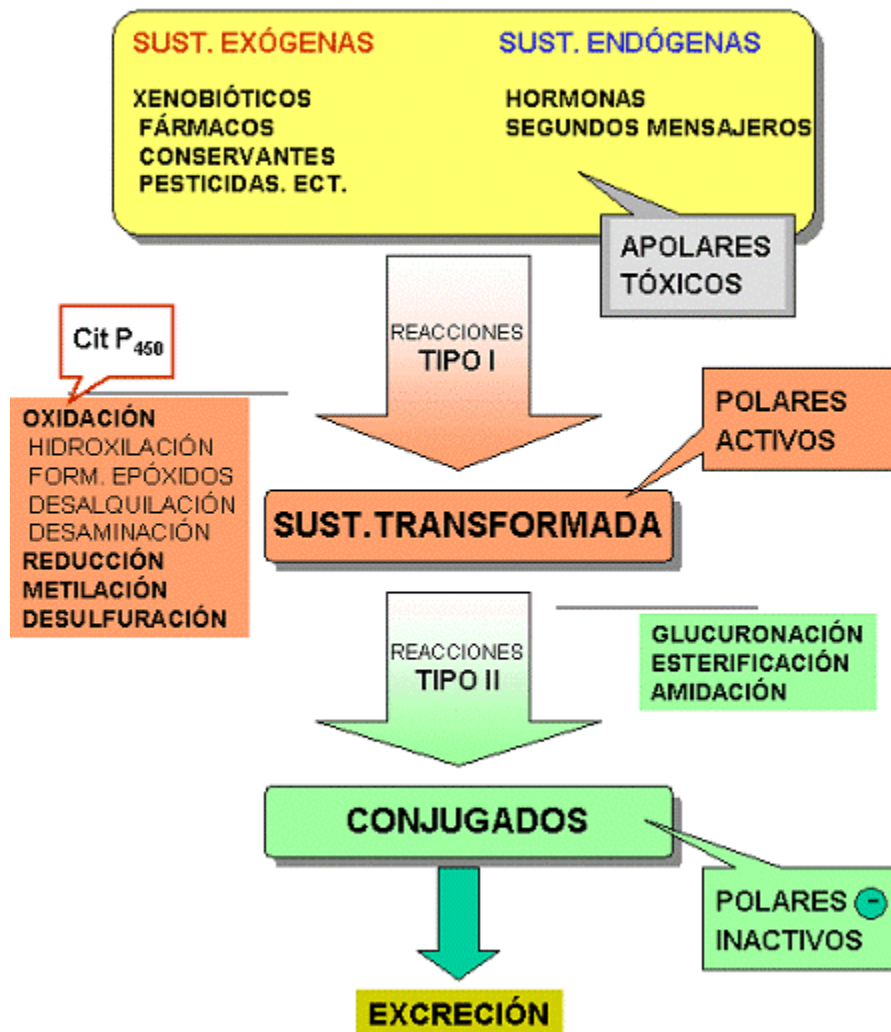 SUST. EXÓGENAS
XENOBIÓTICOS
FÁRMACOS
CONSERVANTES
PESTICIDAS. ECT.
SUST. ENDÓGENAS
HORMONAS
SEGUNDOS MENSAJEROS
APOLARES
TÓXICOS
REACCIONES
TIPO I
Cit P450
OXIDACIÓN
HIDROXILACIÓN
FORM. EPÓXIDOS
DESALQUILACIÓN
DESAMINACIÓN
REDUCCIÓN
METILACIÓN
DESULFURACIÓN
POLARES
ACTIVOS
SUST.TRANSFORMADA
REACCIONES
TIPO II
GLUCURONACIÓN
ESTERIFICACIÓN
AMIDACIÓN
CONJUGADOS
POLARES -
INACTIVOS
EXCRECIÓN